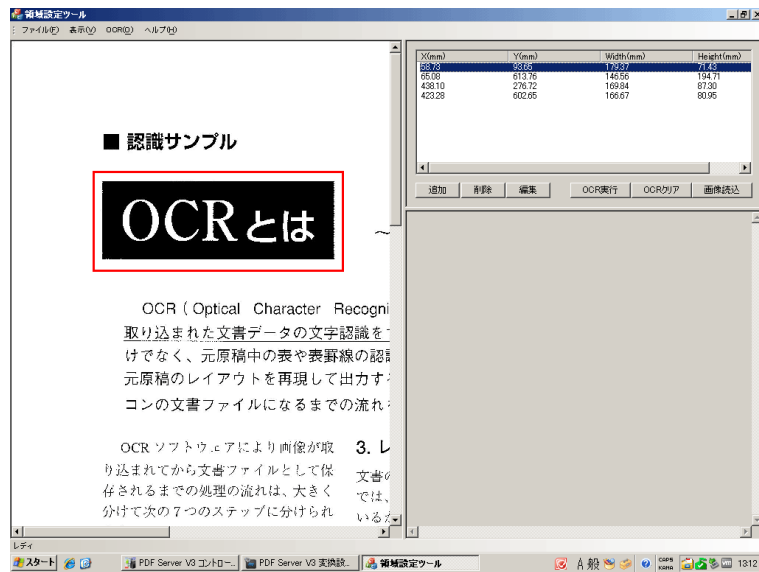 領域設定ツール
ファイル(F) 表示(V) OCR(O) ヘルプ(H)
■ 認識サンプル
OCRとは
～
OCR ( Optical Character Recogni
取り込まれた文書データの文字認識を
けでなく、元原稿中の表や表罫線の認
元原稿のレイアウトを再現して出力す
コンの文書ファイルになるまでの流れ
OCR ソフトウェアにより画像が取
り込まれてから文書ファイルとして保
存されるまでの処理の流れは、大きく
分けて次の7つのステップに分けられ
3. レ
文書の
では、
いるか
X(mm) Y(mm) Width(mm) Height(mm)
58.73 93.65 179.37 71.43
65.08 613.76 146.56 194.71
438.10 276.72 169.84 87.30
423.28 602.65 166.67 80.95
追加 削除 編集 OCR実行 OCRクリア 画像読込
レディ
スタート PDF Server V3 コントロー... PDF Server V3 変換設... 領域設定ツール A 般 CAPS KANA 13:12